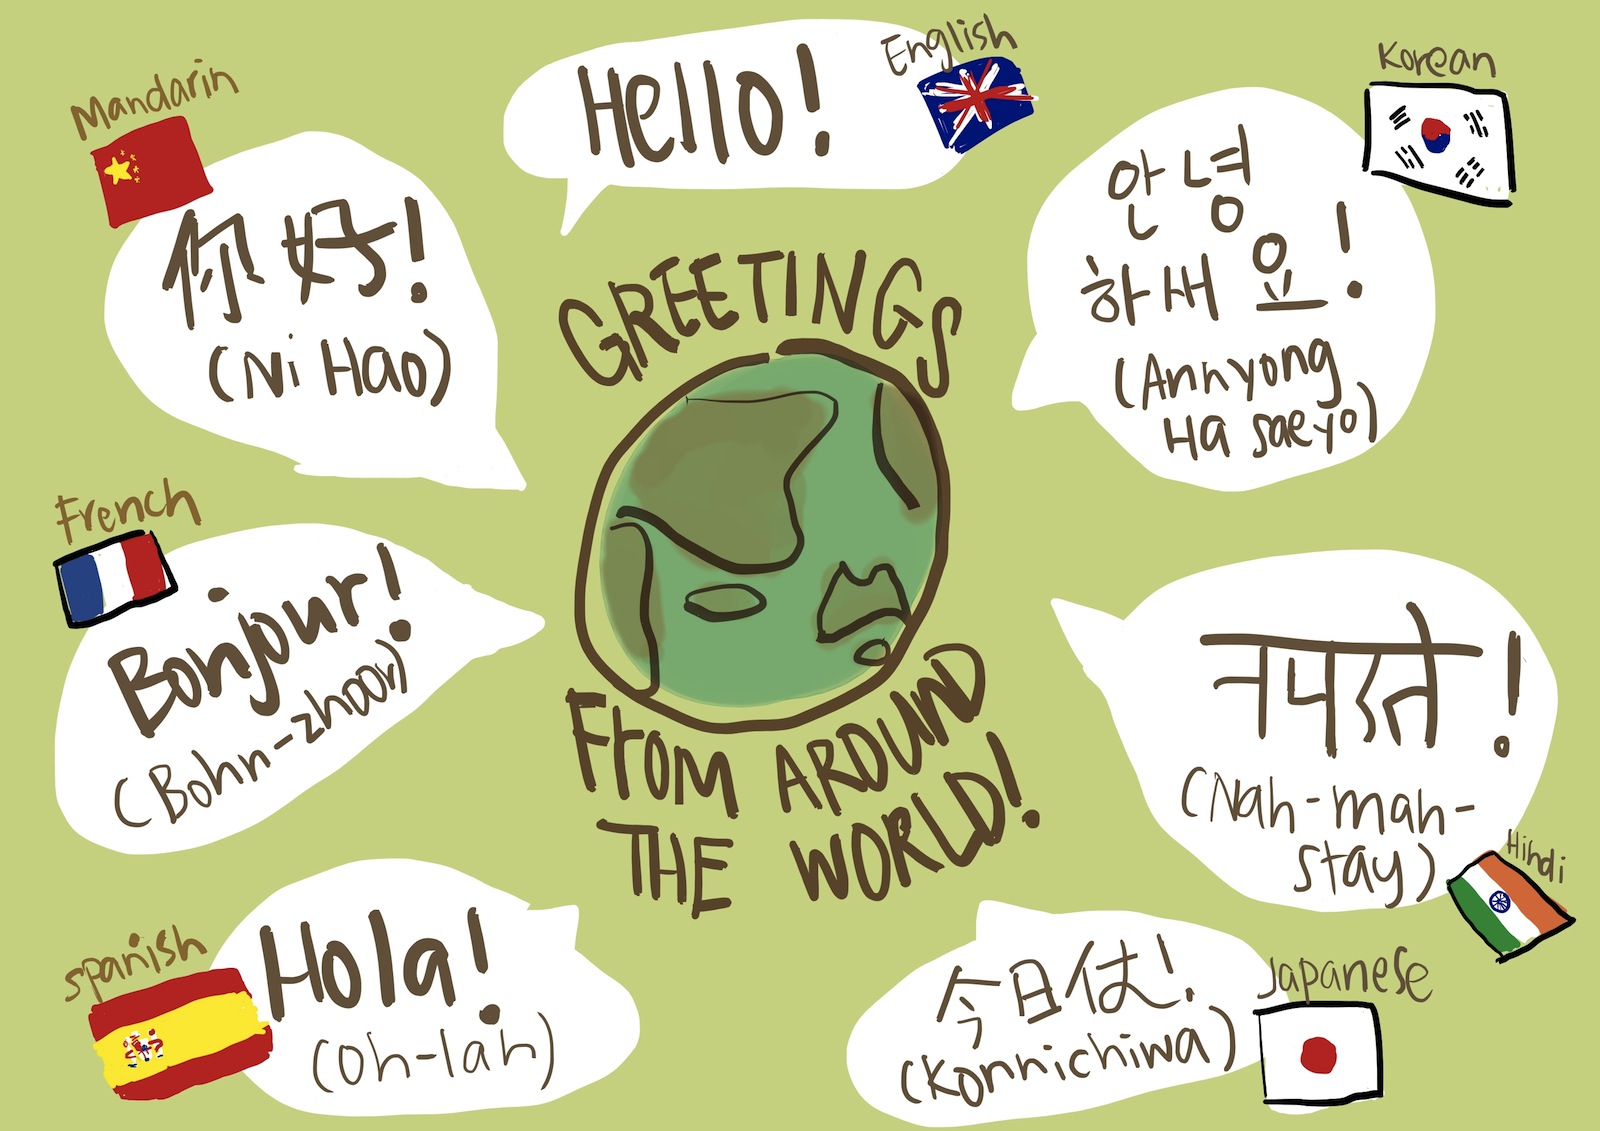 Mandarin
你好!
(Ni Hao)
Hello!
English
Korean
안녕
하새요!
(Annyong
Ha saeyo)
GREETINGS
FROM AROUND
THE WORLD!
French
Bonjour!
(Bohn-zhoor)
नमस्ते!
(Nah-mah-
stay)
Hindi
Spanish
Hola!
(Oh-lah)
今日は!
(Konnichiwa)
Japanese